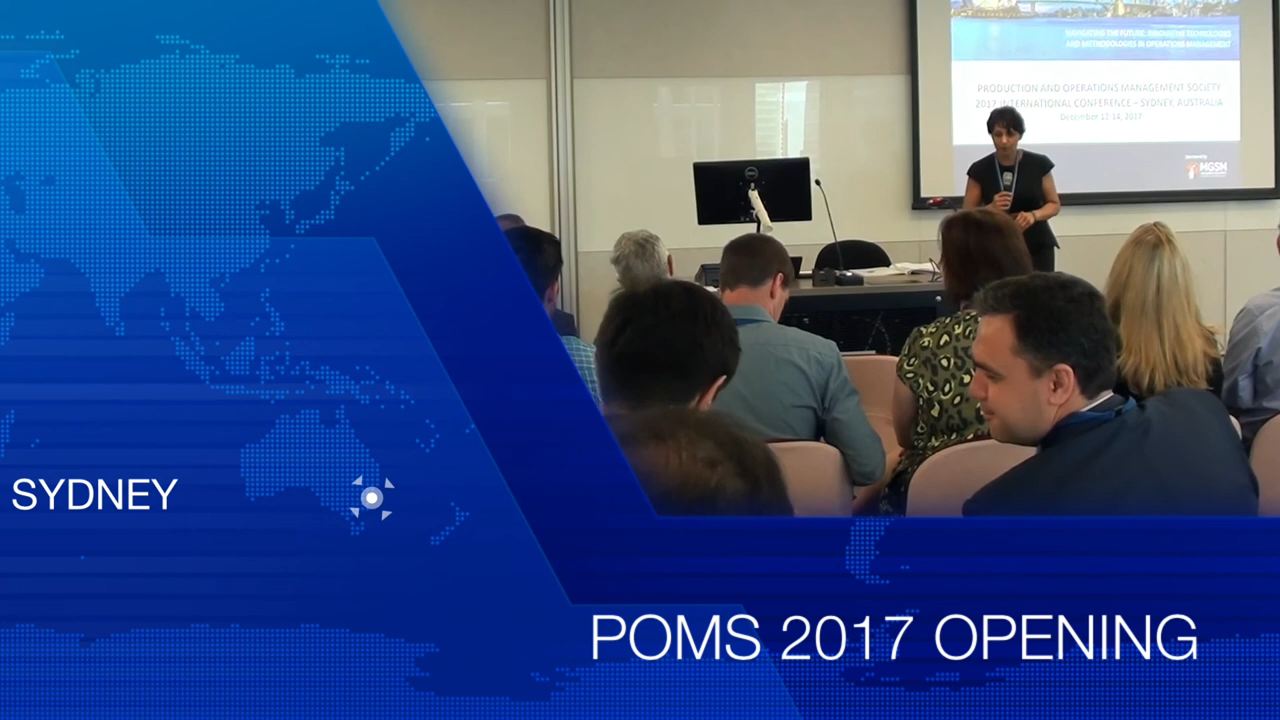 NAVIGATING THE FUTURE: INNOVATIVE TECHNOLOGIES
AND METHODOLOGIES IN OPERATIONS MANAGEMENT
PRODUCTION AND OPERATIONS MANAGEMENT SOCIETY
2017 INTERNATIONAL CONFERENCE – SYDNEY, AUSTRALIA
December 11-14, 2017
MGSM
DELL
SYDNEY
POMS 2017 OPENING